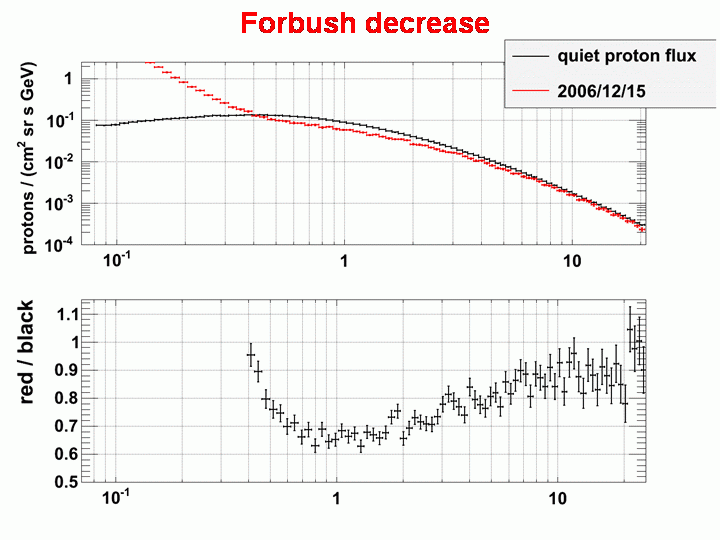 Forbush decrease
quiet proton flux
2006/12/15
protons / (cm² sr s GeV)
1
10⁻¹
10⁻²
10⁻³
10⁻⁴
10⁻¹ 1 10
red / black
1.1
1
0.9
0.8
0.7
0.6
0.5
10⁻¹ 1 10